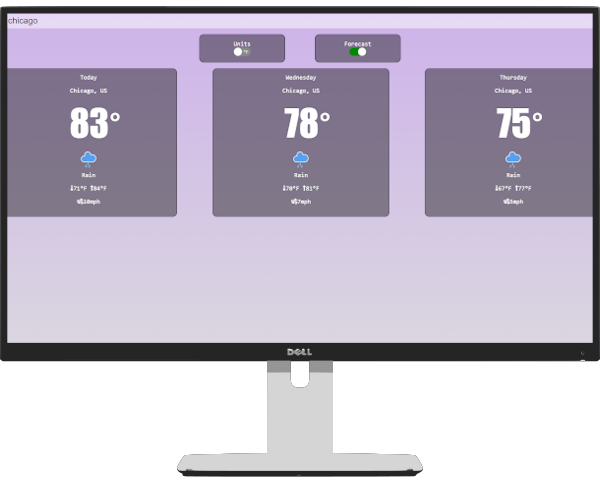 chicago
Units
°F
Forecast
Today
Chicago, US
83°
Rain
71°F 84°F
10mph
Wednesday
Chicago, US
78°
Rain
70°F 81°F
7mph
Thursday
Chicago, US
75°
Rain
67°F 77°F
5mph
DELL